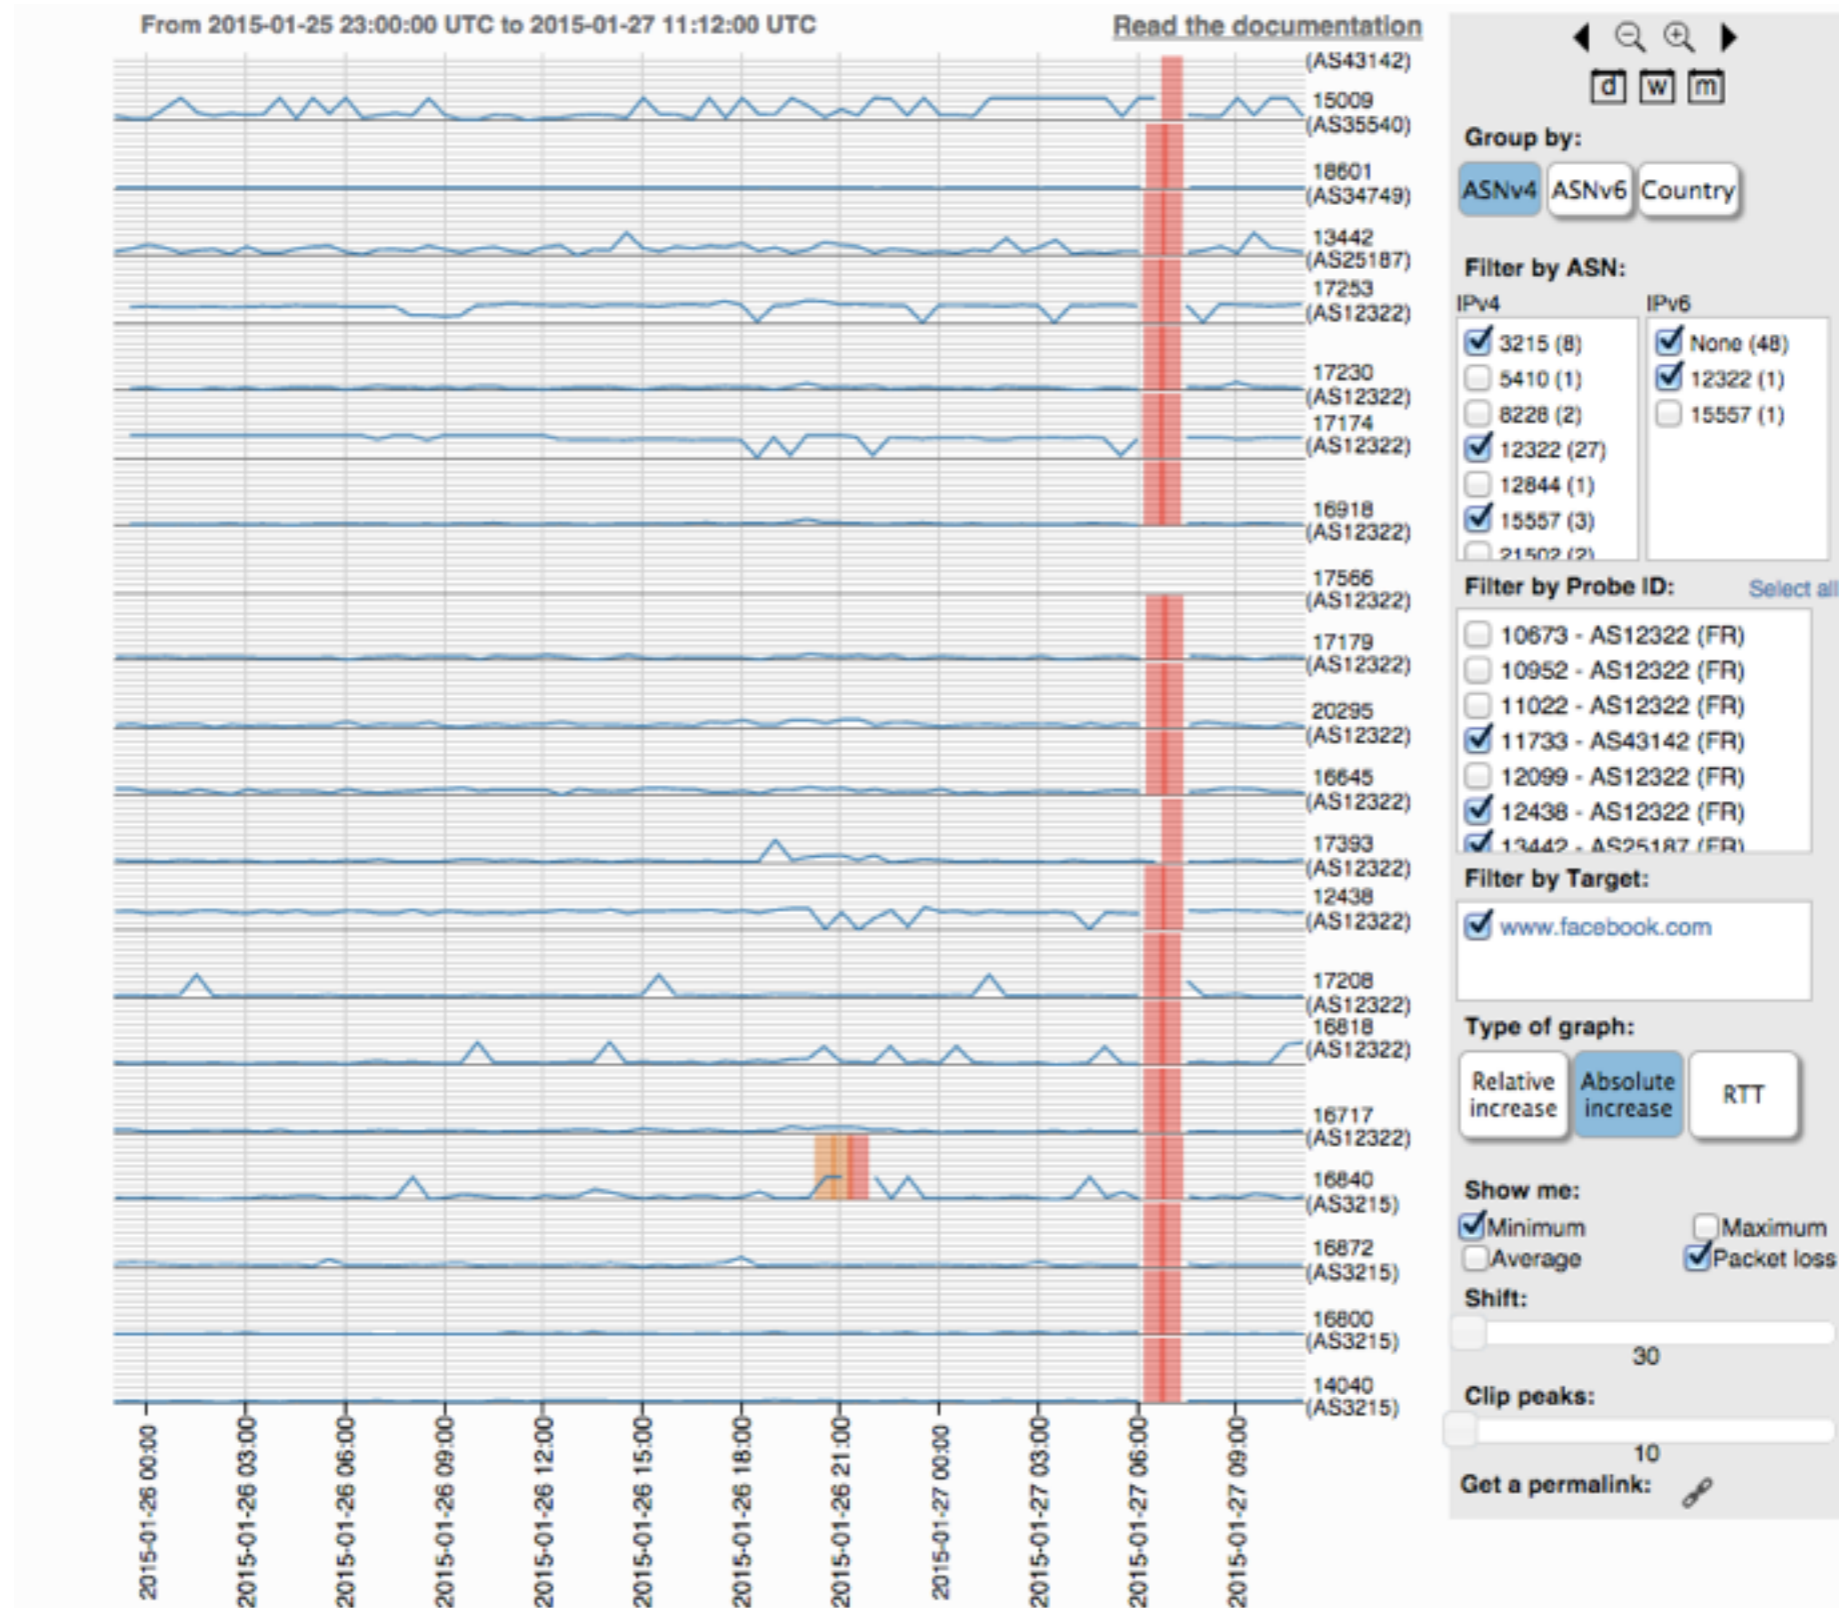 From 2015-01-25 23:00:00 UTC to 2015-01-27 11:12:00 UTC
Read the documentation
(AS43142)
15009
(AS35540)
18601
(AS34749)
13442
(AS25187)
17253
(AS12322)
17230
(AS12322)
17174
(AS12322)
16918
(AS12322)
17566
(AS12322)
17179
(AS12322)
20295
(AS12322)
16645
(AS12322)
17393
(AS12322)
12438
(AS12322)
17208
(AS12322)
16818
(AS12322)
16717
(AS12322)
16840
(AS3215)
16872
(AS3215)
16800
(AS3215)
14040
(AS3215)
2015-01-26 00:00
2015-01-26 03:00
2015-01-26 06:00
2015-01-26 09:00
2015-01-26 12:00
2015-01-26 15:00
2015-01-26 18:00
2015-01-26 21:00
2015-01-27 00:00
2015-01-27 03:00
2015-01-27 06:00
2015-01-27 09:00
d w m
Group by:
ASNv4 ASNv6 Country
Filter by ASN:
IPv4 IPv6
3215 (8) None (48)
5410 (1) 12322 (1)
8228 (2) 15557 (1)
12322 (27)
12844 (1)
15557 (3)
21502 (2)
Filter by Probe ID: Select all
10673 - AS12322 (FR)
10952 - AS12322 (FR)
11022 - AS12322 (FR)
11733 - AS43142 (FR)
12099 - AS12322 (FR)
12438 - AS12322 (FR)
13442 - AS25187 (FR)
Filter by Target:
www.facebook.com
Type of graph:
Relative increase
Absolute increase
RTT
Show me:
Minimum Maximum
Average Packet loss
Shift:
30
Clip peaks:
10
Get a permalink: